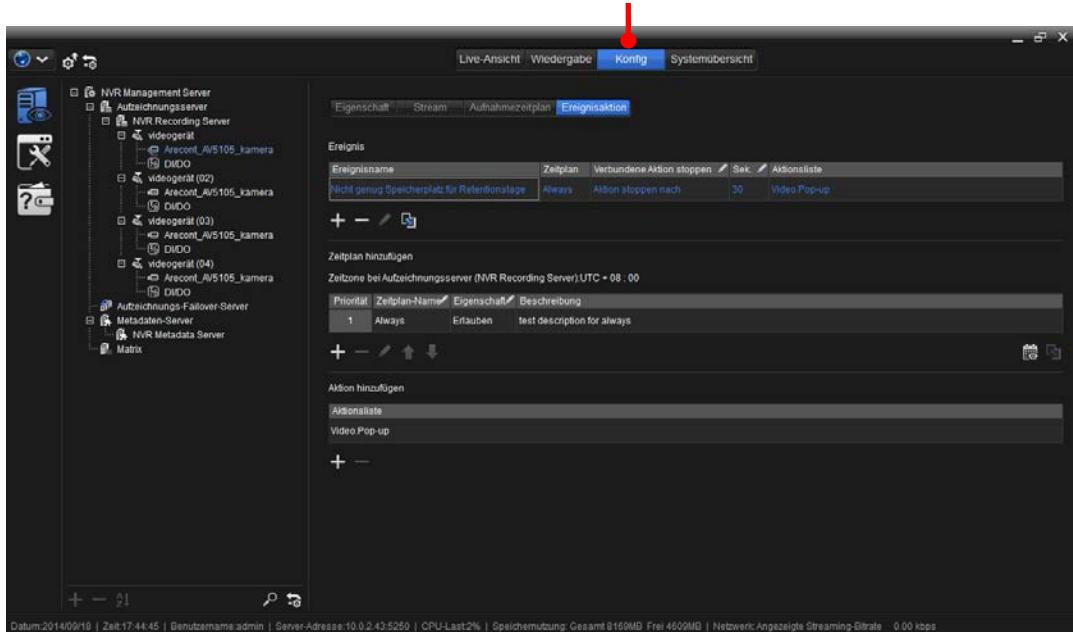 Live-Ansicht Wiedergabe Konfig Systemübersicht
NVR Management Server
Aufzeichnungsserver
NVR Recording Server
videogerät
Arecont_AV5105_kamera
DI/DO
videogerät (02)
Arecont_AV5105_kamera
DI/DO
videogerät (03)
Arecont_AV5105_kamera
DI/DO
videogerät (04)
Arecont_AV5105_kamera
DI/DO
Aufzeichnungs-Failover-Server
Metadaten-Server
NVR Metadata Server
Matrix
Eigenschaft Stream Aufnahmezeitplan Ereignisaktion
Ereignis
Ereignisname Zeitplan Verbundene Aktion stoppen Sek. Aktionsliste
Nicht genug Speicherplatz für Retentionstage Always Aktion stoppen nach 30 Video Pop-up
Zeitplan hinzufügen
Zeitzone bei Aufzeichnungsserver (NVR Recording Server):UTC + 08 : 00
Priorität Zeitplan-Name Eigenschaft Beschreibung
1 Always Erlauben test description for always
Aktion hinzufügen
Aktionsliste
Video Pop-up
Datum:2014/09/18 | Zeit:17:44:45 | Benutzername:admin | Server-Adresse:10.0.2.43:5250 | CPU-Last:2% | Speichernutzung: Gesamt 8169MB Frei 4609MB | Netzwerk: Angezeigte Streaming-Bitrate 0.00 kbps